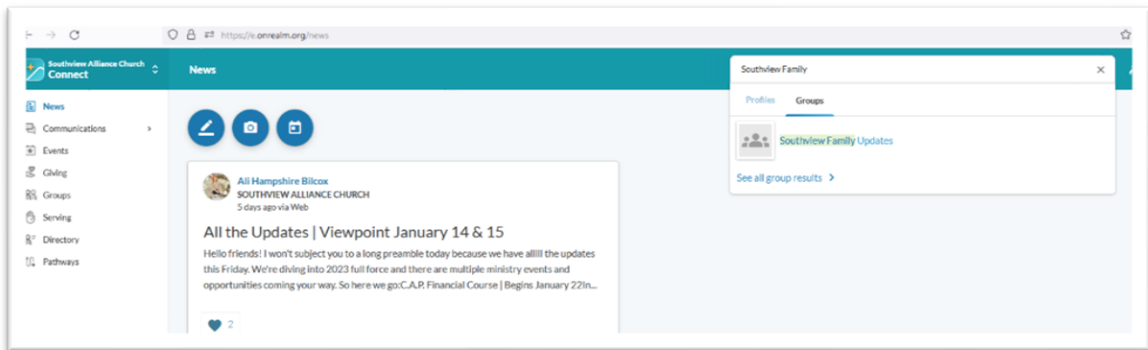 https://e.onrealm.org/news
Southview Alliance Church
Connect
News
Southview Family
Profiles
Groups
Southview Family Updates
See all group results
News
Communications
Events
Giving
Groups
Serving
Directory
Pathways
Ali Hampshire Bilcox
SOUTHVIEW ALLIANCE CHURCH
5 days ago via Web
All the Updates | Viewpoint January 14 & 15
Hello friends! I won't subject you to a long preamble today because we have allllll the updates
this Friday. We're diving into 2023 full force and there are multiple ministry events and
opportunities coming your way. So here we go:C.A.P. Financial Course | Begins January 22In...
2